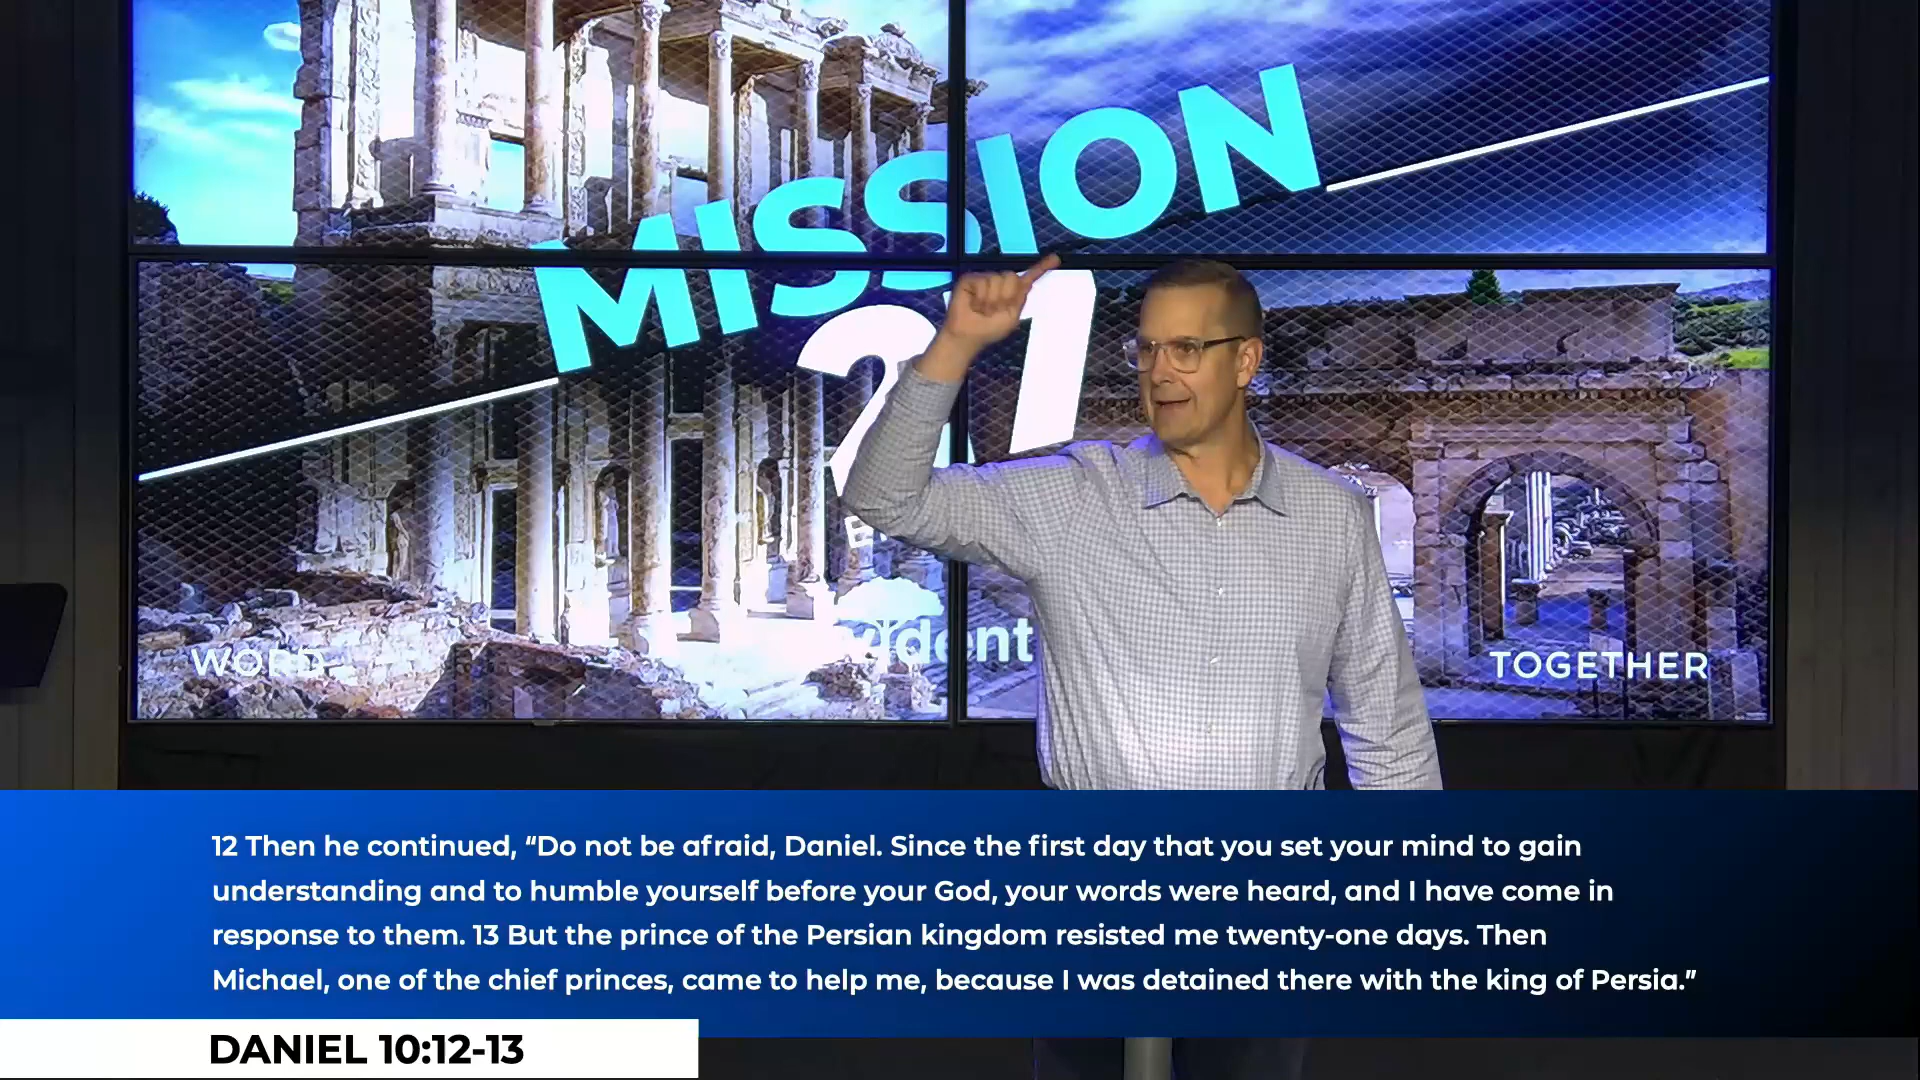 MISSION
21
WORD
TOGETHER
12 Then he continued, “Do not be afraid, Daniel. Since the first day that you set your mind to gain
understanding and to humble yourself before your God, your words were heard, and I have come in
response to them. 13 But the prince of the Persian kingdom resisted me twenty-one days. Then
Michael, one of the chief princes, came to help me, because I was detained there with the king of Persia.”
DANIEL 10:12-13